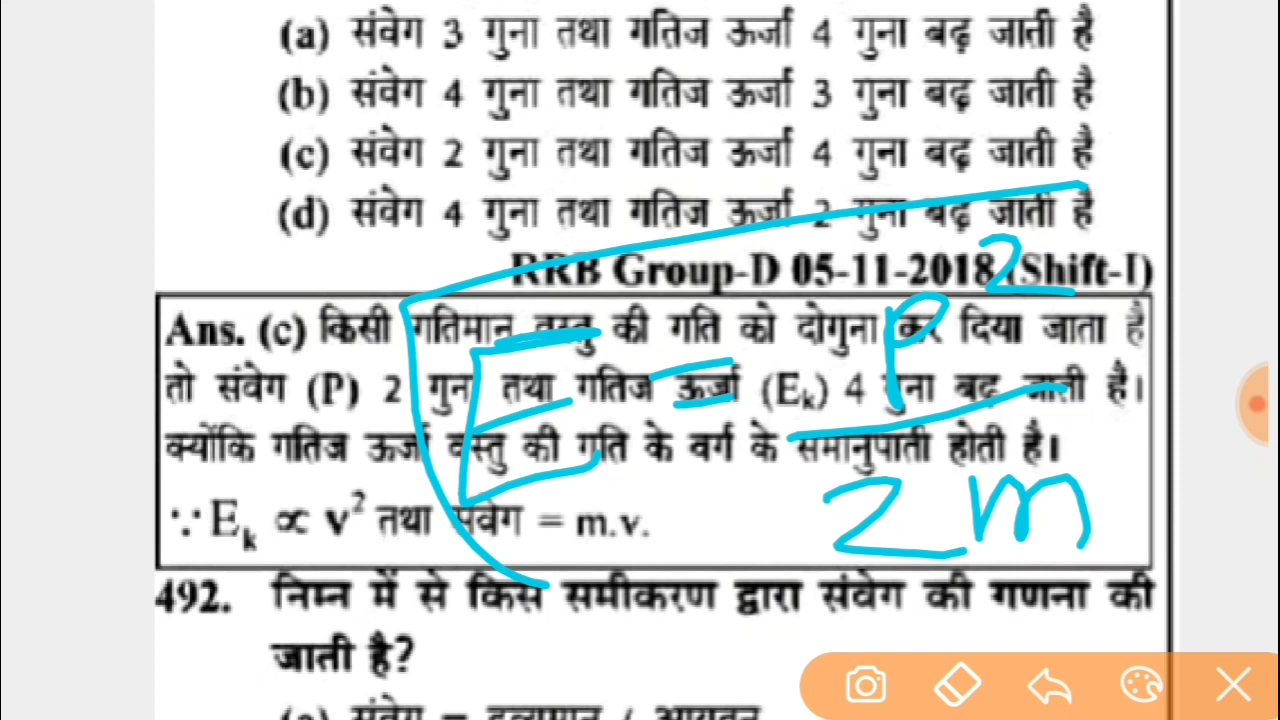 (a) संवेग 3 गुना तथा गतिज ऊर्जा 4 गुना बढ़ जाती है
(b) संवेग 4 गुना तथा गतिज ऊर्जा 3 गुना बढ़ जाती है
(c) संवेग 2 गुना तथा गतिज ऊर्जा 4 गुना बढ़ जाती है
(d) संवेग 4 गुना तथा गतिज ऊर्जा 2 गुना बढ़ जाती है
RRB Group-D 05-11-2018 (Shift-I)
Ans. (c) किसी गतिमान वस्तु की गति को दोगुना कर दिया जाता है
तो संवेग (P) 2 गुना तथा गतिज ऊर्जा (Eₖ) 4 गुना बढ़ जाती है।
क्योंकि गतिज ऊर्जा वस्तु की गति के वर्ग के समानुपाती होती है।
∵ Eₖ ∝ v² तथा संवेग = m.v.
E = P²
2m
492. निम्न में से किस समीकरण द्वारा संवेग की गणना की
जाती है?
(a) संवेग = द्रव्यमान / आयतन